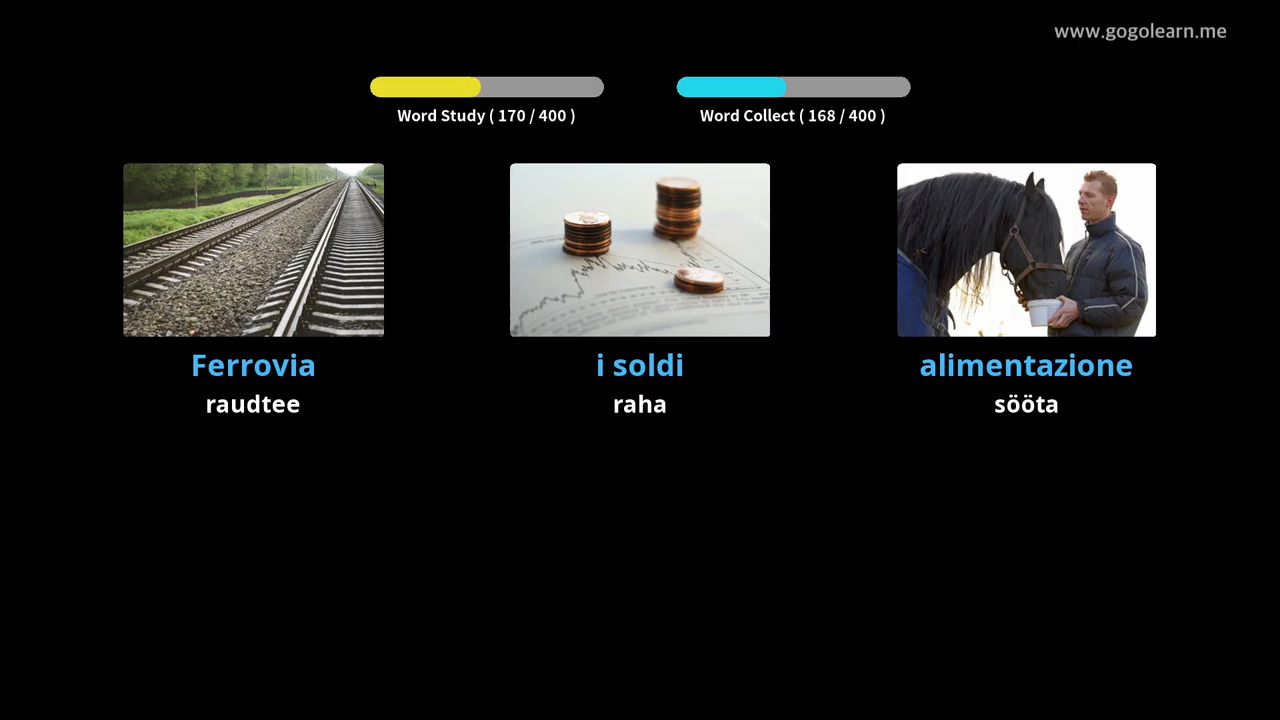 www.gogolearn.me
Word Study ( 170 / 400 )
Word Collect ( 168 / 400 )
Ferrovia
raudtee
i soldi
raha
alimentazione
sööta